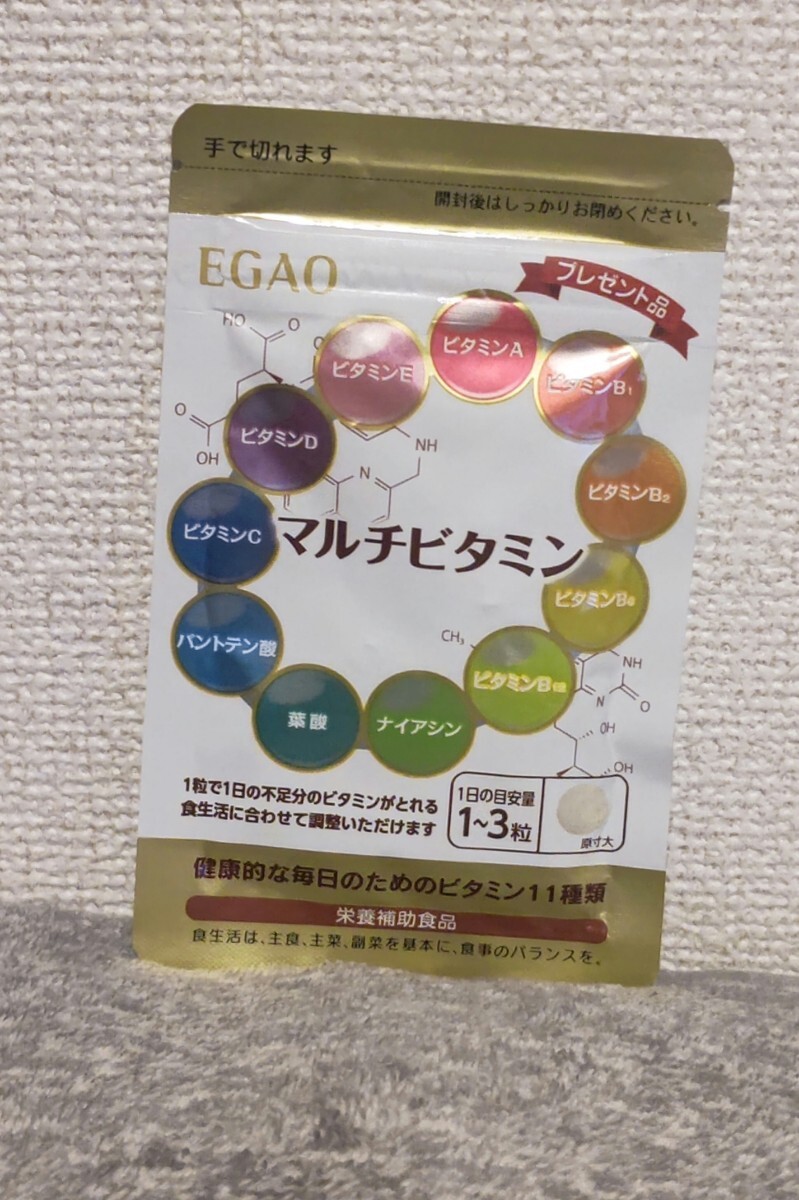 手で切れます
開封後はしっかりお閉めください。
EGAO
プレゼント品
ビタミンA
ビタミンE
ビタミンB1
ビタミンD
ビタミンB2
ビタミンC
マルチビタミン
ビタミンB6
パントテン酸
ビタミンB12
葉酸
ナイアシン
HO
O
O
OH
NH
N
CH3
NH
N
O
OH
OH
1粒で1日の不足分のビタミンがとれる
食生活に合わせて調整いただけます
1日の目安量
1~3粒
原寸大
健康的な毎日のためのビタミン11種類
栄養補助食品
食生活は、主食、主菜、副菜を基本に、食事のバランスを。